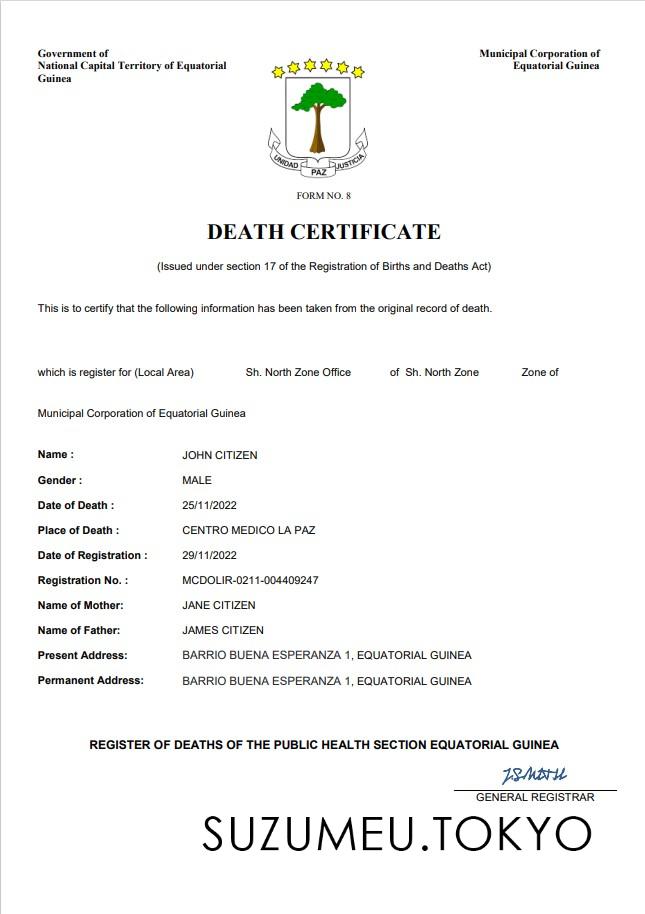 Government of
National Capital Territory of Equatorial
Guinea
Municipal Corporation of
Equatorial Guinea
UNIDAD PAZ JUSTICIA
FORM NO. 8
DEATH CERTIFICATE
(Issued under section 17 of the Registration of Births and Deaths Act)
This is to certify that the following information has been taken from the original record of death.
which is register for (Local Area) Sh. North Zone Office of Sh. North Zone Zone of
Municipal Corporation of Equatorial Guinea
Name : JOHN CITIZEN
Gender : MALE
Date of Death : 25/11/2022
Place of Death : CENTRO MEDICO LA PAZ
Date of Registration : 29/11/2022
Registration No. : MCDOLIR-0211-004409247
Name of Mother: JANE CITIZEN
Name of Father: JAMES CITIZEN
Present Address: BARRIO BUENA ESPERANZA 1, EQUATORIAL GUINEA
Permanent Address: BARRIO BUENA ESPERANZA 1, EQUATORIAL GUINEA
REGISTER OF DEATHS OF THE PUBLIC HEALTH SECTION EQUATORIAL GUINEA
GENERAL REGISTRAR
SUZUMEU.TOKYO